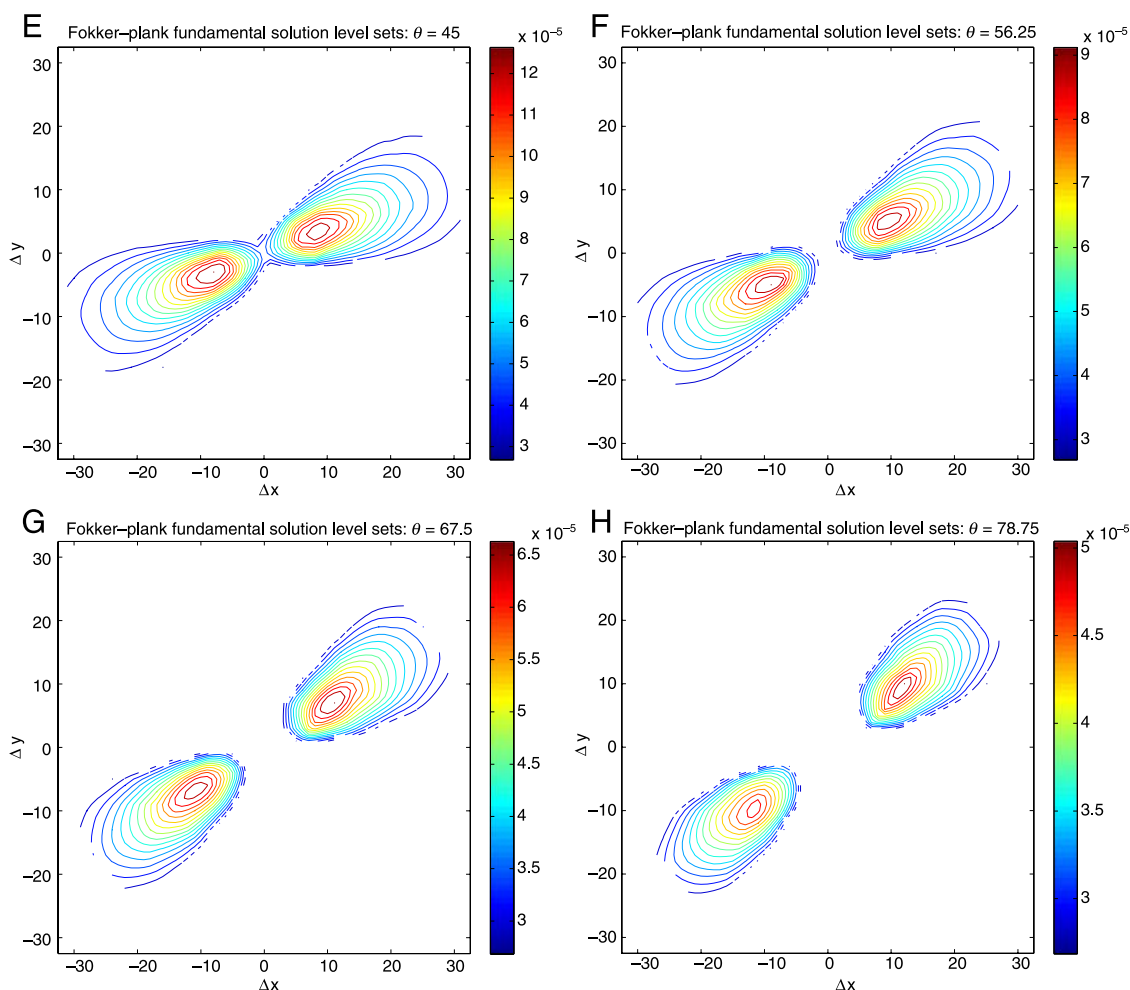 E
Fokker–plank fundamental solution level sets: θ = 45
x 10⁻⁵
30
20
10
0
−10
−20
−30
Δy
−30 −20 −10 0 10 20 30
Δx
12
11
10
9
8
7
6
5
4
3
F
Fokker–plank fundamental solution level sets: θ = 56.25
x 10⁻⁵
30
20
10
0
−10
−20
−30
Δy
−30 −20 −10 0 10 20 30
Δx
9
8
7
6
5
4
3
G
Fokker–plank fundamental solution level sets: θ = 67.5
x 10⁻⁵
30
20
10
0
−10
−20
−30
Δ y
−30 −20 −10 0 10 20 30
Δx
6.5
6
5.5
5
4.5
4
3.5
3
H
Fokker–plank fundamental solution level sets: θ = 78.75
x 10⁻⁵
30
20
10
0
−10
−20
−30
Δ y
−30 −20 −10 0 10 20 30
Δx
5
4.5
4
3.5
3